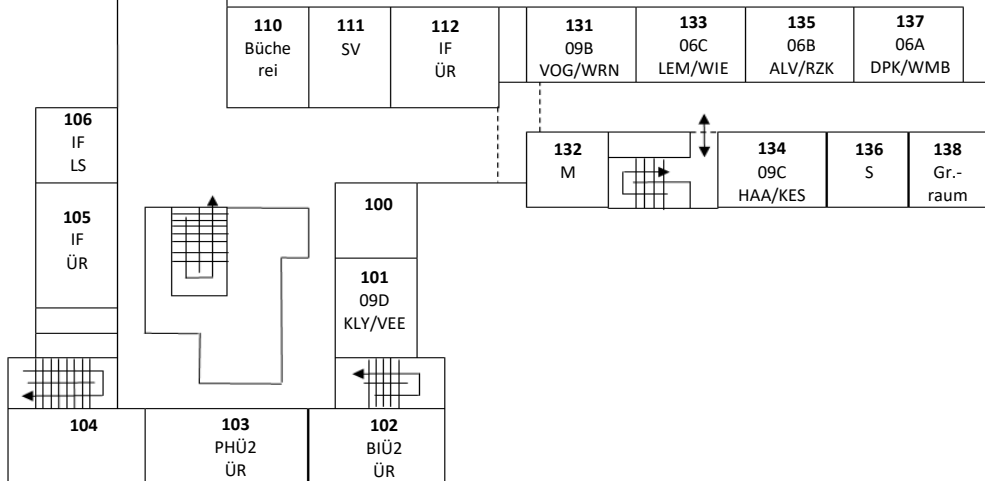 110
Büche
rei
111
SV
112
IF
ÜR
131
09B
VOG/WRN
133
06C
LEM/WIE
135
06B
ALV/RZK
137
06A
DPK/WMB
106
IF
LS
132
M
134
09C
HAA/KES
136
S
138
Gr.-
raum
105
IF
ÜR
100
101
09D
KLY/VEE
104
103
PHÜ2
ÜR
102
BIÜ2
ÜR